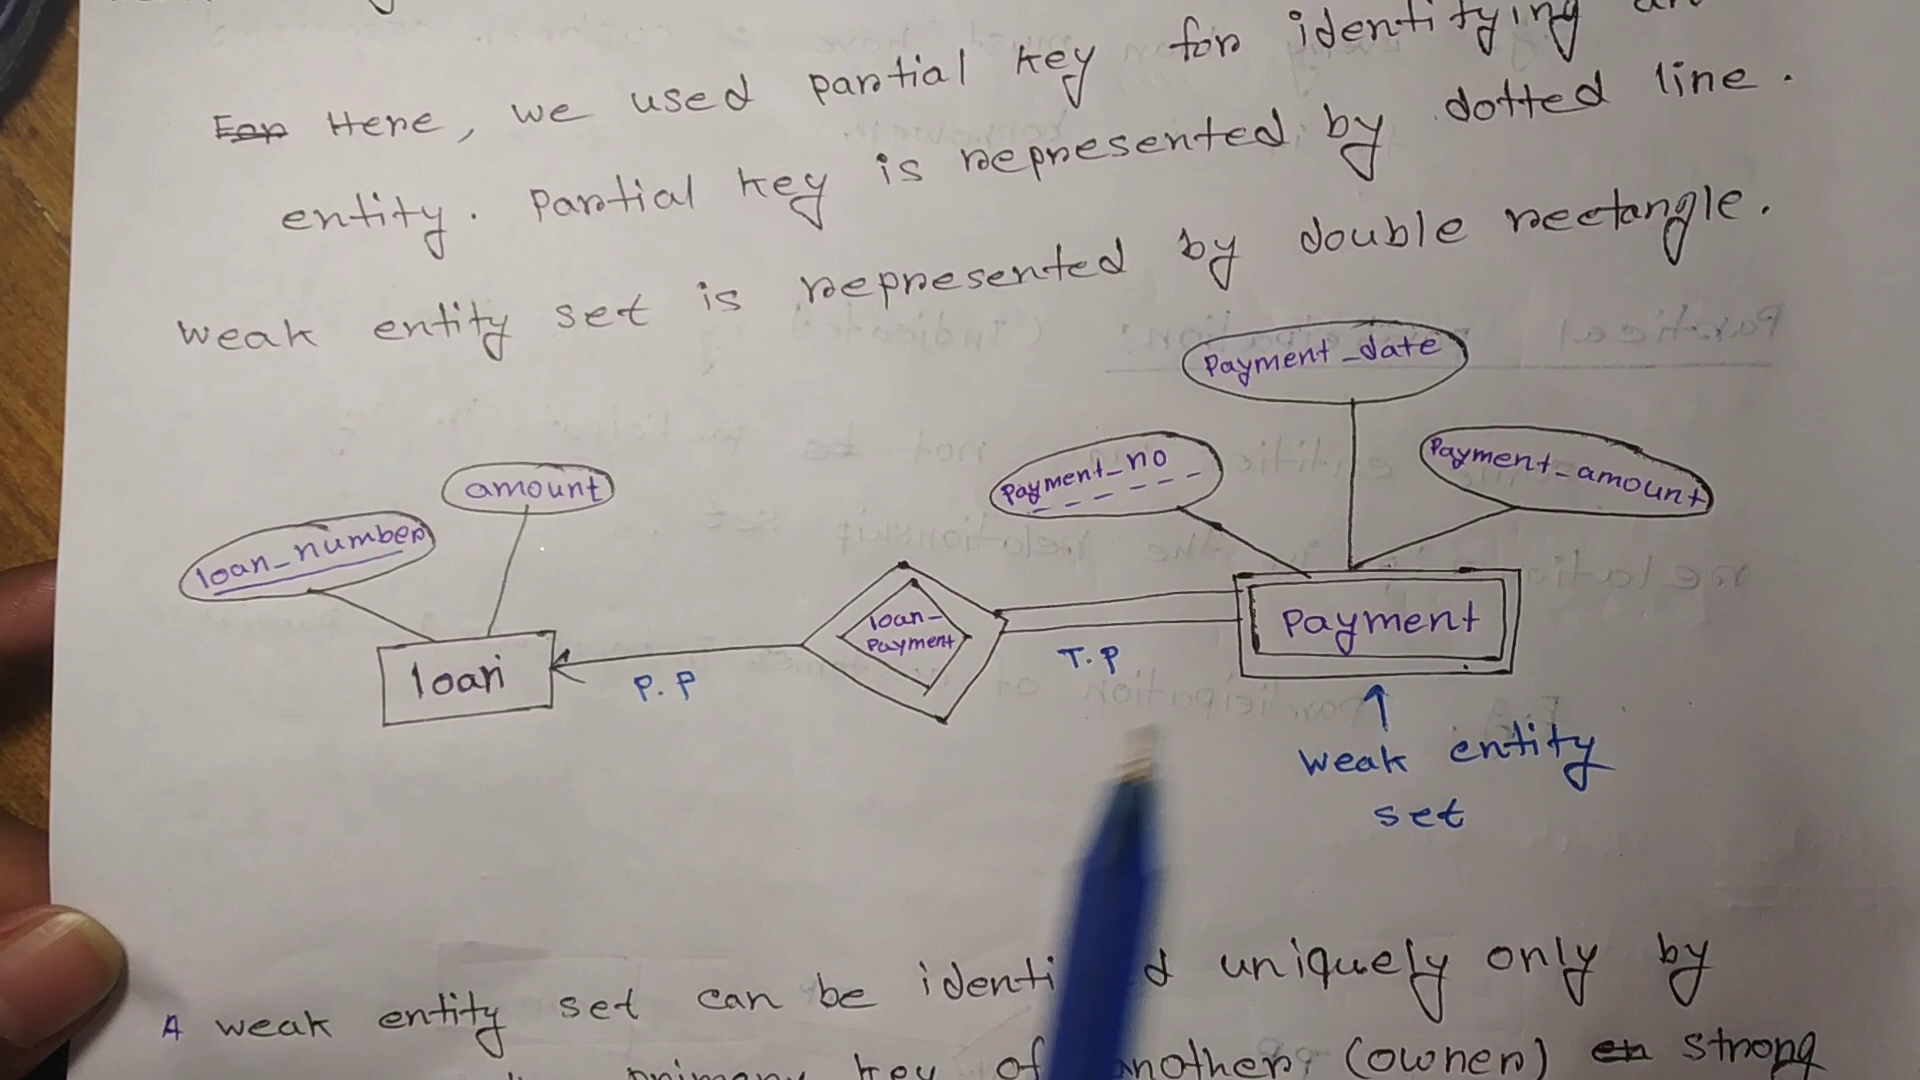 Here, we used partial key for identifying
entity. Partial key is represented by dotted line.
weak entity set is represented by double rectangle.
Payment_date
Payment_no
Payment_amount
amount
loan_number
loan-
Payment
Payment
loan
P.P
T.P
weak entity
set
A weak entity set can be uniquely only by
primary key of another (owner) strong